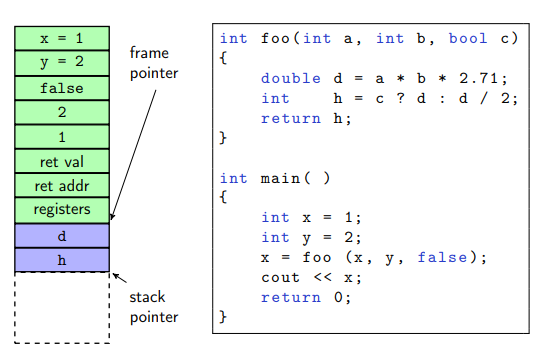 x = 1
y = 2
false
2
1
ret val
ret addr
registers
d
h
frame
pointer
stack
pointer
int foo(int a, int b, bool c)
{
    double d = a * b * 2.71;
    int    h = c ? d : d / 2;
    return h;
}
int main( )
{
    int x = 1;
    int y = 2;
    x = foo (x, y, false);
    cout << x;
    return 0;
}